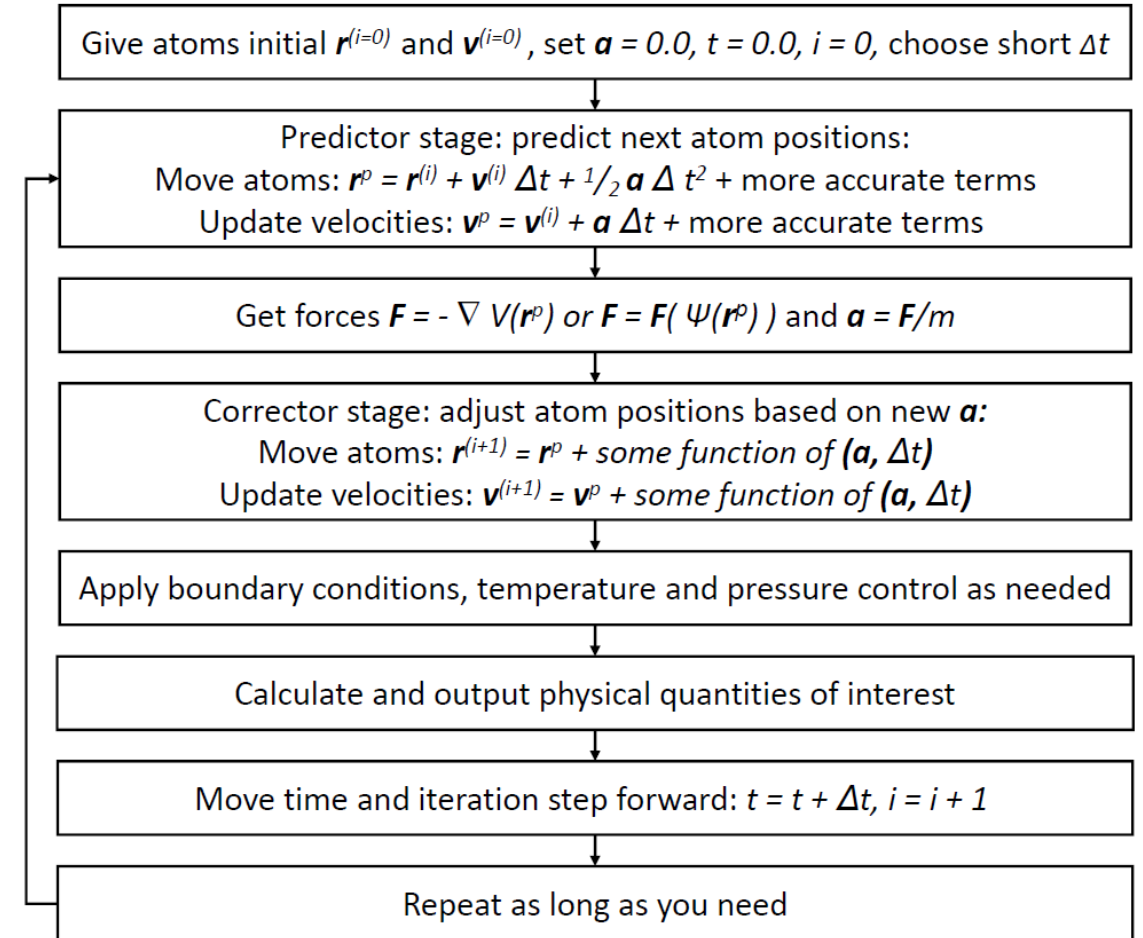 Give atoms initial r(i=0) and v(i=0) , set a = 0.0, t = 0.0, i = 0, choose short Δt
Predictor stage: predict next atom positions:
Move atoms: rᵖ = r(i) + v(i) Δt + 1/2 a Δ t² + more accurate terms
Update velocities: vᵖ = v(i) + a Δt + more accurate terms
Get forces F = - ∇ V(rᵖ) or F = F( Ψ(rᵖ) ) and a = F/m
Corrector stage: adjust atom positions based on new a:
Move atoms: r(i+1) = rᵖ + some function of (a, Δt)
Update velocities: v(i+1) = vᵖ + some function of (a, Δt)
Apply boundary conditions, temperature and pressure control as needed
Calculate and output physical quantities of interest
Move time and iteration step forward: t = t + Δt, i = i + 1
Repeat as long as you need